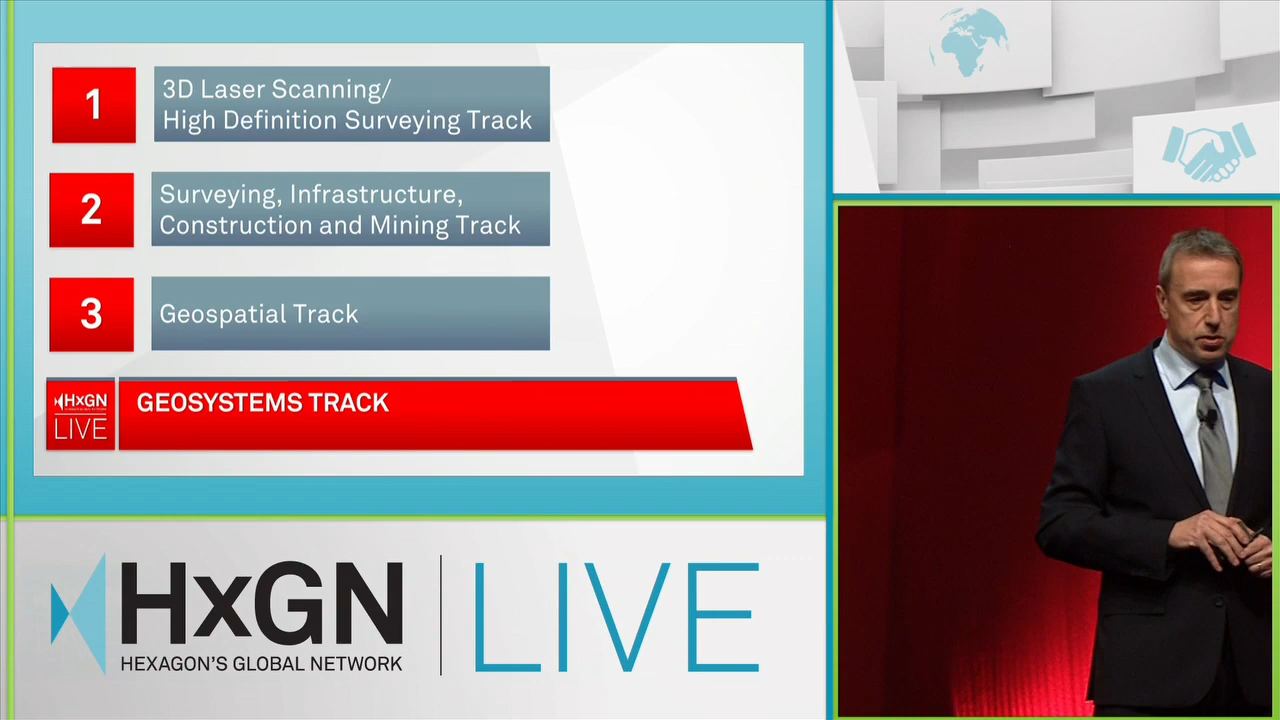 1
3D Laser Scanning/
High Definition Surveying Track
2
Surveying, Infrastructure,
Construction and Mining Track
3
Geospatial Track
HxGN
LIVE
GEOSYSTEMS TRACK
HxGN LIVE
HEXAGON'S GLOBAL NETWORK